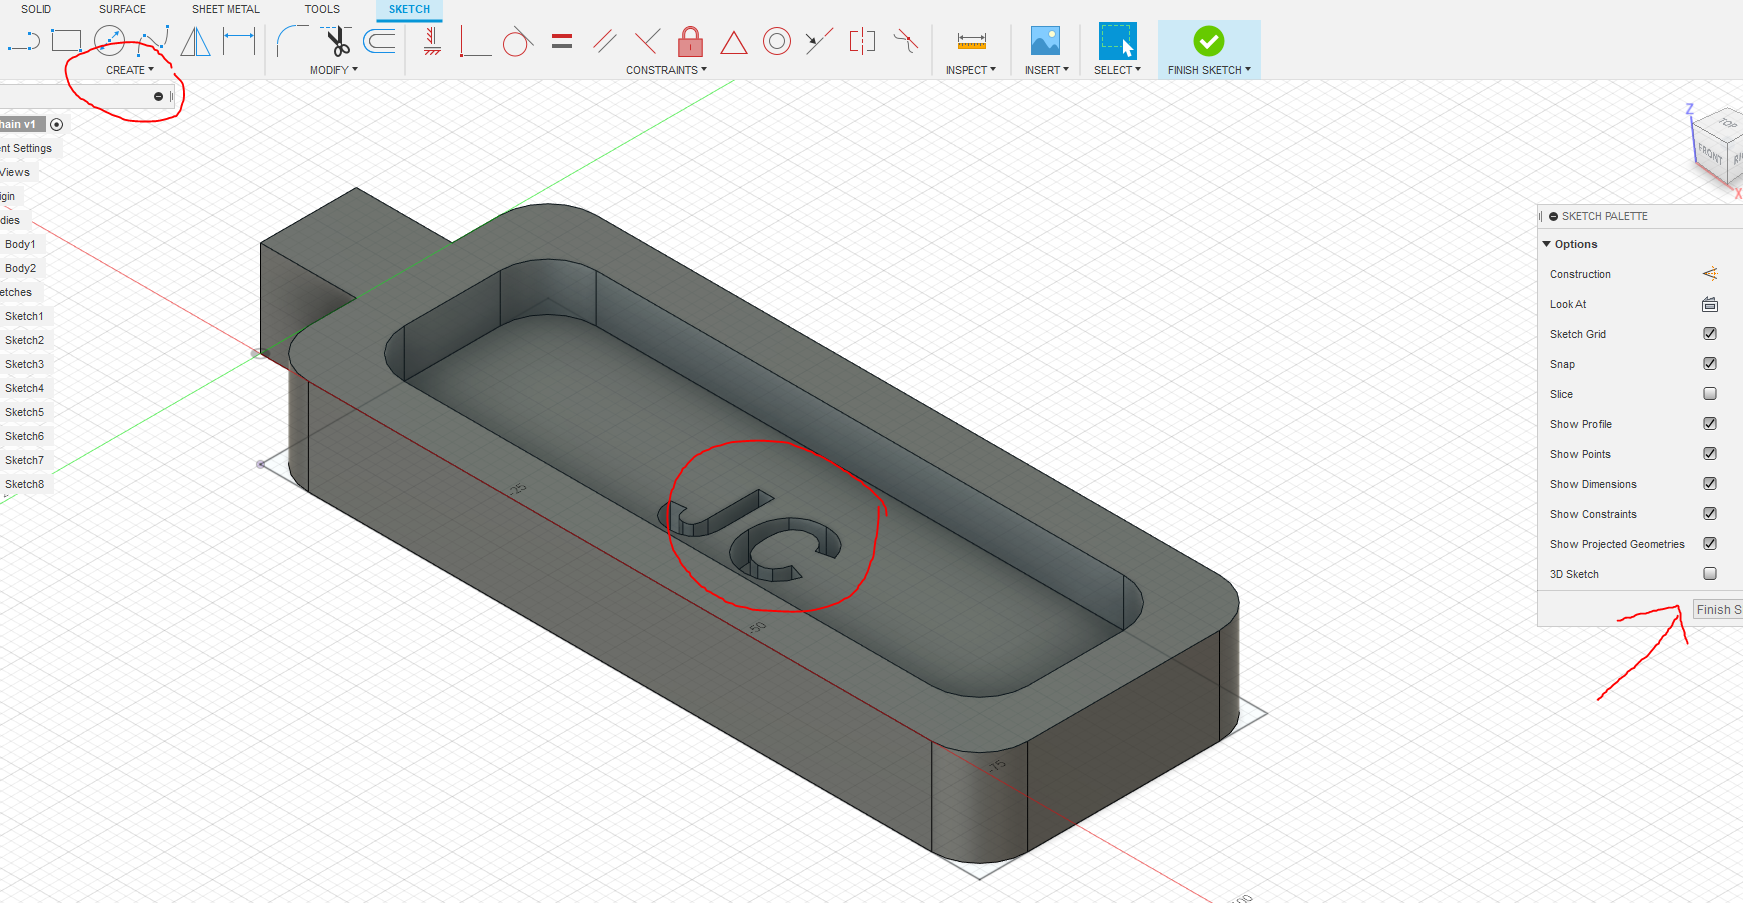 SOLID SURFACE SHEET METAL TOOLS SKETCH
CREATE MODIFY CONSTRAINTS INSPECT INSERT SELECT FINISH SKETCH
hain v1
nt Settings
Views
igin
dies
Body1
Body2
etches
Sketch1
Sketch2
Sketch3
Sketch4
Sketch5
Sketch6
Sketch7
Sketch8
Z
TOP
FRONT
RI
X
SKETCH PALETTE
Options
Construction
Look At
Sketch Grid
Snap
Slice
Show Profile
Show Points
Show Dimensions
Show Constraints
Show Projected Geometries
3D Sketch
Finish S
-25
JC
-50
-75